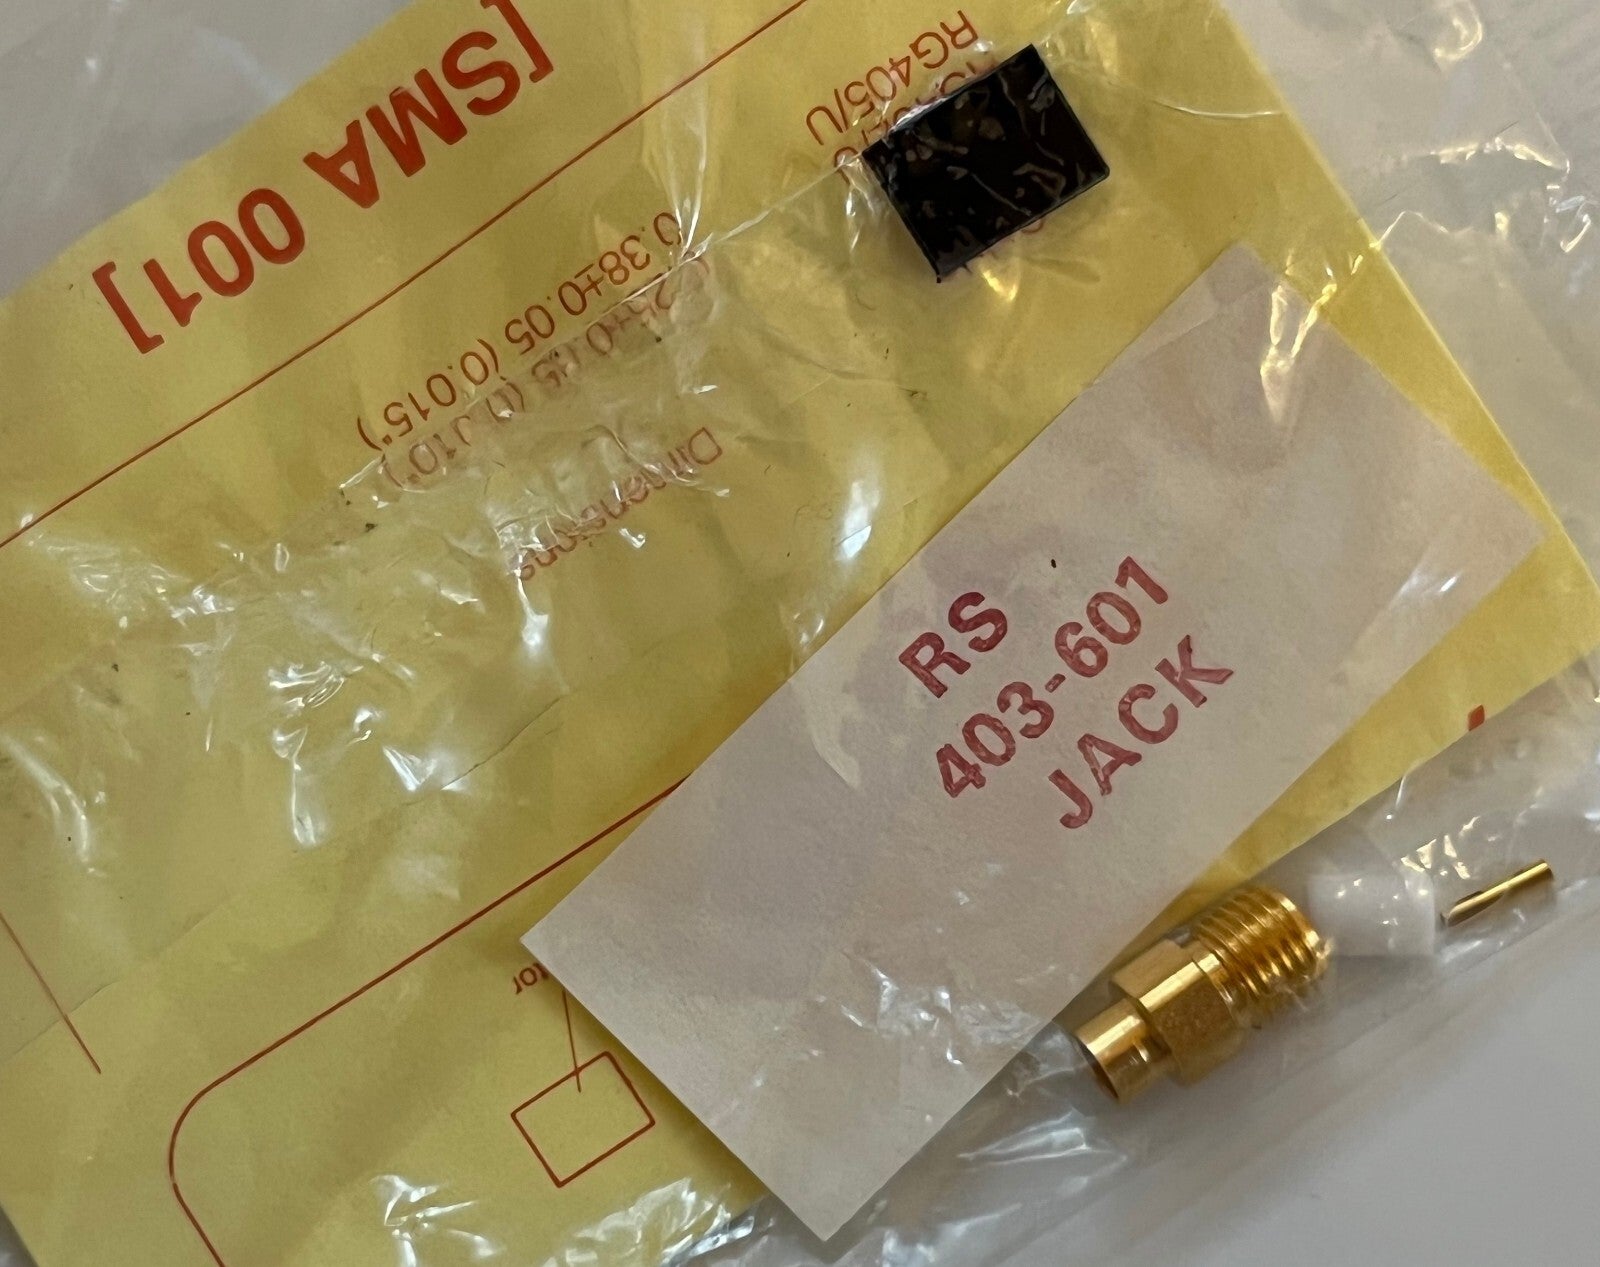 [SMA 001]
RG405/U
0.38±0.05 (0.015")
Dimensions
RS
403-601
JACK